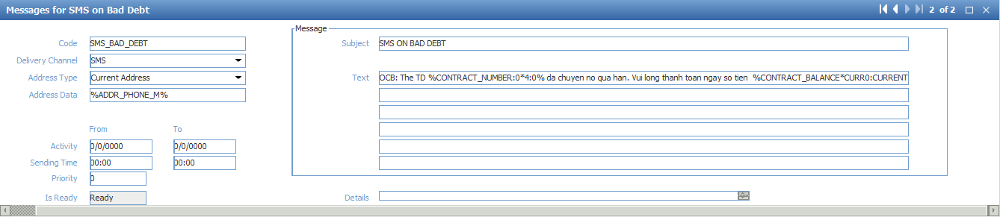 Messages for SMS on Bad Debt
2 of 2
Code SMS_BAD_DEBT
Delivery Channel SMS
Address Type Current Address
Address Data %ADDR_PHONE_M%
From To
Activity 0/0/0000 0/0/0000
Sending Time 00:00 00:00
Priority 0
Is Ready Ready
Message
Subject SMS ON BAD DEBT
Text OCB: The TD %CONTRACT_NUMBER:0*4:0% da chuyen no qua han. Vui long thanh toan ngay so tien %CONTRACT_BALANCE*CURR0:CURRENT
Details